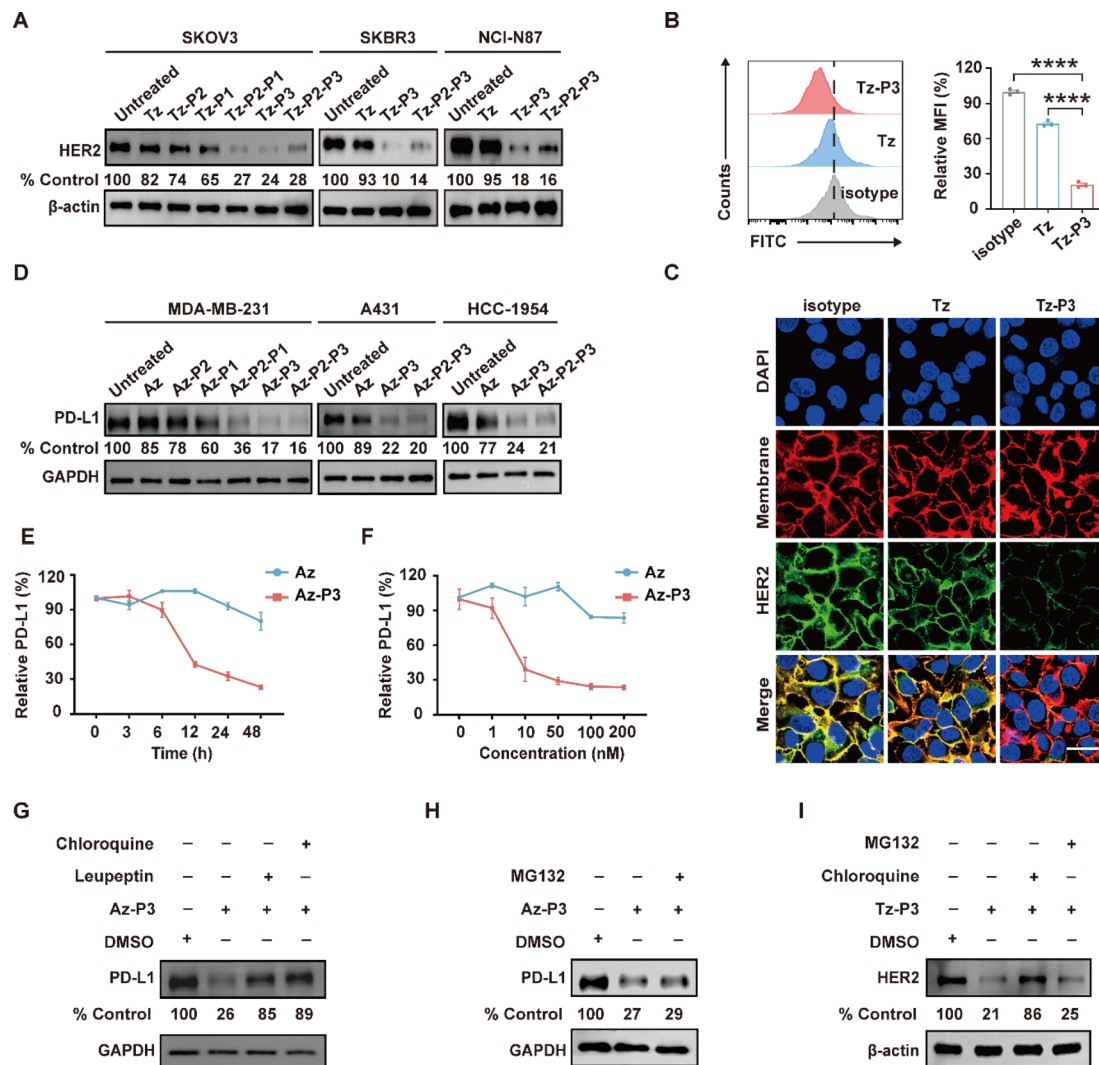 A
SKOV3 SKBR3 NCI-N87
Untreated Tz Tz-P2 Tz-P1 Tz-P2-P1 Tz-P3 Tz-P2-P3 Untreated Tz Tz-P3 Tz-P2-P3 Untreated Tz Tz-P3 Tz-P2-P3
HER2
% Control 100 82 74 65 27 24 28 100 93 10 14 100 95 18 16
β-actin
B
Tz-P3
Tz
isotype
Counts
FITC
Relative MFI (%)
120
90
60
30
0
**** 
****
isotype Tz Tz-P3
C
isotype Tz Tz-P3
DAPI
Membrane
HER2
Merge
D
MDA-MB-231 A431 HCC-1954
Untreated Az Az-P2 Az-P1 Az-P2-P1 Az-P3 Az-P2-P3 Untreated Az Az-P3 Az-P2-P3 Untreated Az Az-P3 Az-P2-P3
PD-L1
% Control 100 85 78 60 36 17 16 100 89 22 20 100 77 24 21
GAPDH
E
Relative PD-L1 (%)
120
90
60
30
0
Az
Az-P3
0 3 6 12 24 48
Time (h)
F
Relative PD-L1 (%)
120
90
60
30
0
Az
Az-P3
0 1 10 50 100 200
Concentration (nM)
G
Chloroquine – – – +
Leupeptin – – + –
Az-P3 – + + +
DMSO + – – –
PD-L1
% Control 100 26 85 89
GAPDH
H
MG132 – – +
Az-P3 – + +
DMSO + – –
PD-L1
% Control 100 27 29
GAPDH
I
MG132 – – – +
Chloroquine – – + –
Tz-P3 – + + +
DMSO + – – –
HER2
% Control 100 21 86 25
β-actin